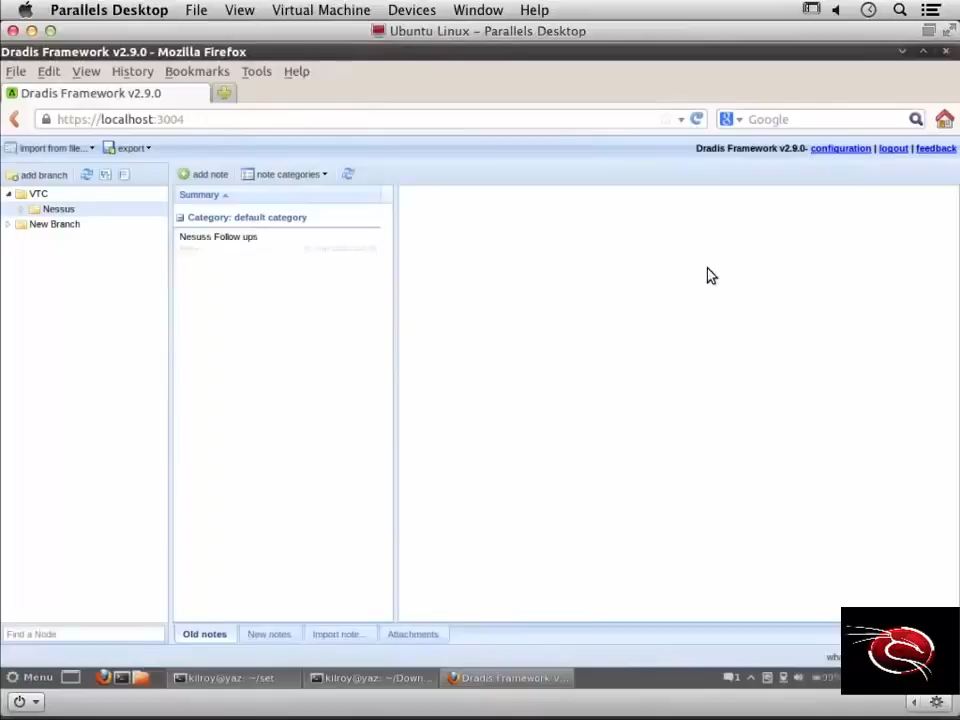 Parallels Desktop File View Virtual Machine Devices Window Help
Ubuntu Linux – Parallels Desktop
Dradis Framework v2.9.0 - Mozilla Firefox
File Edit View History Bookmarks Tools Help
Dradis Framework v2.9.0
https://localhost:3004 Google
import from file... export Dradis Framework v2.9.0- configuration | logout | feedback
add branch add note note categories
VTC Summary
Nessus Category: default category
New Branch
Nesuss Follow ups
Find a Node Old notes New notes Import note... Attachments
Menu kilroy@yaz: ~/set kilroy@yaz: ~/Down... Dradis Framework v... 1